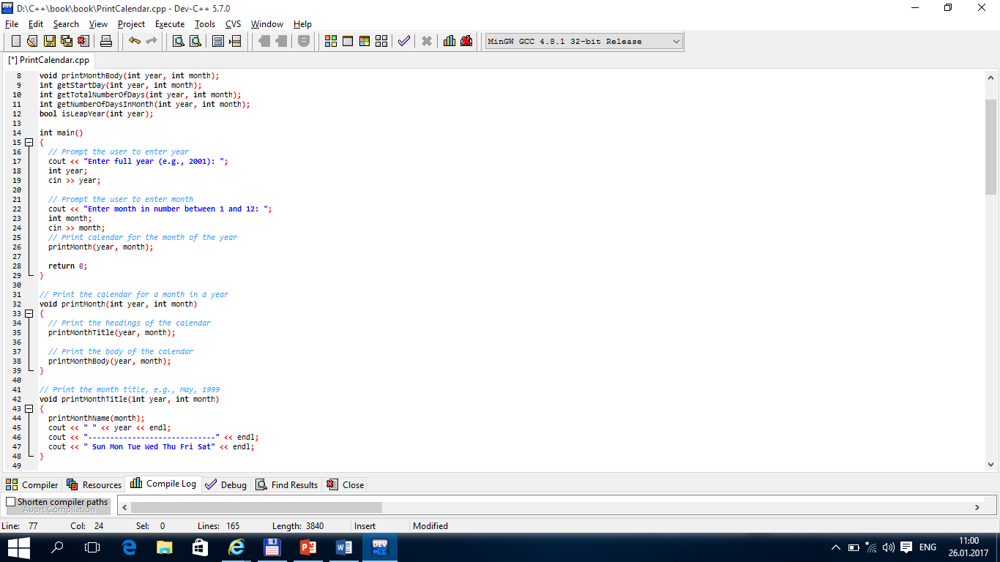 D:\C++\book\book\PrintCalendar.cpp - Dev-C++ 5.7.0
File Edit Search View Project Execute Tools CVS Window Help
MinGW GCC 4.8.1 32-bit Release
[*] PrintCalendar.cpp
8 void printMonthBody(int year, int month);
9 int getStartDay(int year, int month);
10 int getTotalNumberOfDays(int year, int month);
11 int getNumberOfDaysInMonth(int year, int month);
12 bool isLeapYear(int year);
13
14 int main()
15 {
16 // Prompt the user to enter year
17 cout << "Enter full year (e.g., 2001): ";
18 int year;
19 cin >> year;
20
21 // Prompt the user to enter month
22 cout << "Enter month in number between 1 and 12: ";
23 int month;
24 cin >> month;
25 // Print calendar for the month of the year
26 printMonth(year, month);
27
28 return 0;
29 }
30
31 // Print the calendar for a month in a year
32 void printMonth(int year, int month)
33 {
34 // Print the headings of the calendar
35 printMonthTitle(year, month);
36
37 // Print the body of the calendar
38 printMonthBody(year, month);
39 }
40
41 // Print the month title, e.g., May, 1999
42 void printMonthTitle(int year, int month)
43 {
44 printMonthName(month);
45 cout << " " << year << endl;
46 cout << "-----------------------------" << endl;
47 cout << " Sun Mon Tue Wed Thu Fri Sat" << endl;
48 }
49
Compiler Resources Compile Log Debug Find Results Close
Shorten compiler paths
Abort Compilation
Line: 77 Col: 24 Sel: 0 Lines: 165 Length: 3840 Insert Modified
DEV
ENG
11:00
26.01.2017